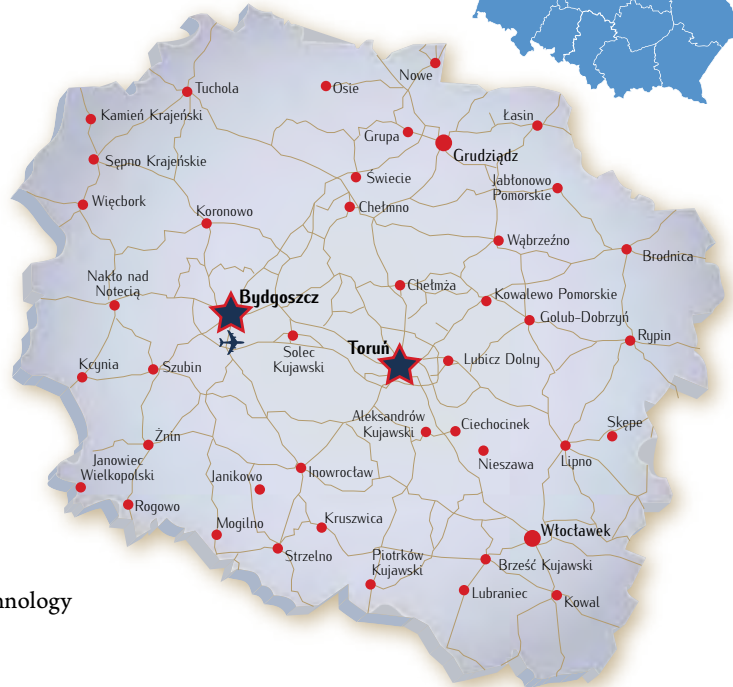 Nowe
Tuchola
Osie
Kamień Krajeński
Łasin
Grupa
Grudziądz
Sępno Krajeńskie
Świecie
Jabłonowo
Pomorskie
Więcbork
Koronowo
Chełmno
Wąbrzeźno
Brodnica
Nakło nad
Notecią
Chełmża
Bydgoszcz
Kowalewo Pomorskie
Golub-Dobrzyń
Rypin
Solec
Kujawski
Toruń
Lubicz Dolny
Kcynia
Szubin
Aleksandrów
Kujawski
Ciechocinek
Skępe
Żnin
Nieszawa
Lipno
Janowiec
Wielkopolski
Janikowo
Inowrocław
Rogowo
Mogilno
Kruszwica
Włocławek
Strzelno
Piotrków
Kujawski
Brześć Kujawski
Lubraniec
Kowal
hnology